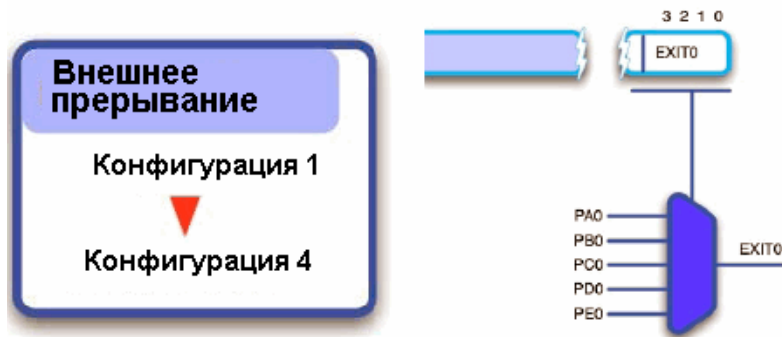 Внешнее
прерывание
Конфигурация 1
Конфигурация 4
3 2 1 0
EXIT0
PA0
PB0
PC0
PD0
PE0
EXIT0